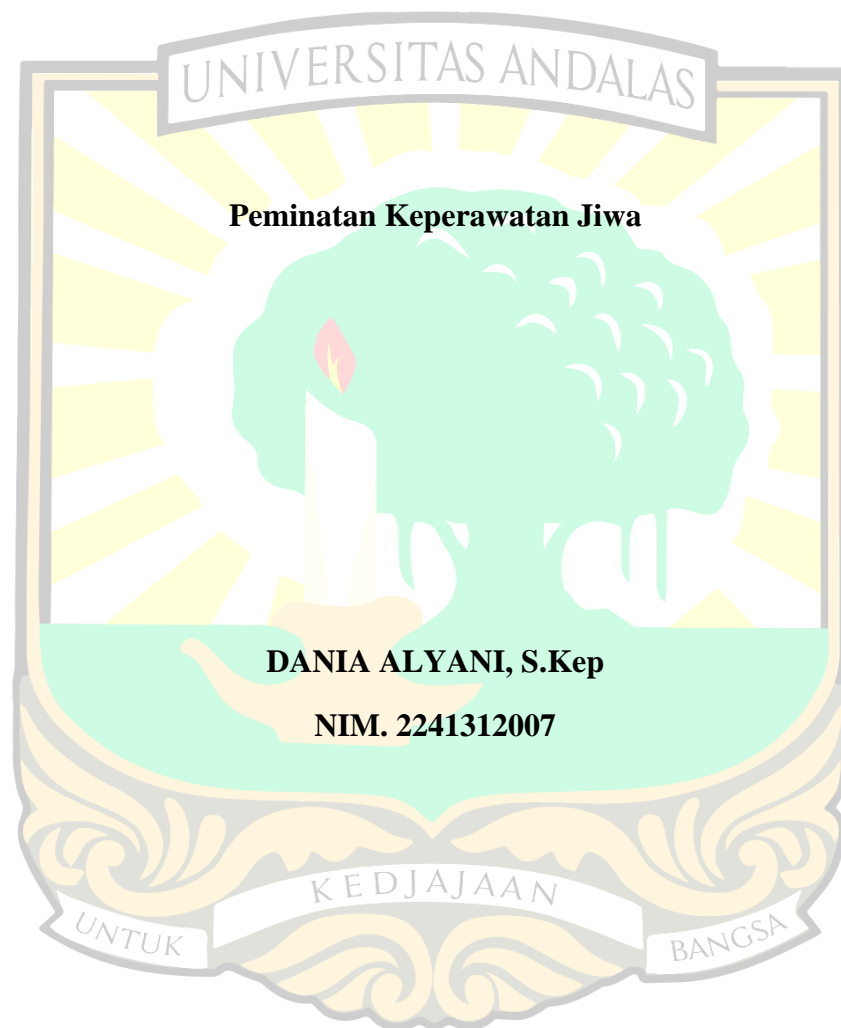 UNIVERSITAS ANDALAS
Peminatan Keperawatan Jiwa
DANIA ALYANI, S.Kep
NIM. 2241312007
KEDJAJAAN
UNTUK
BANGSA